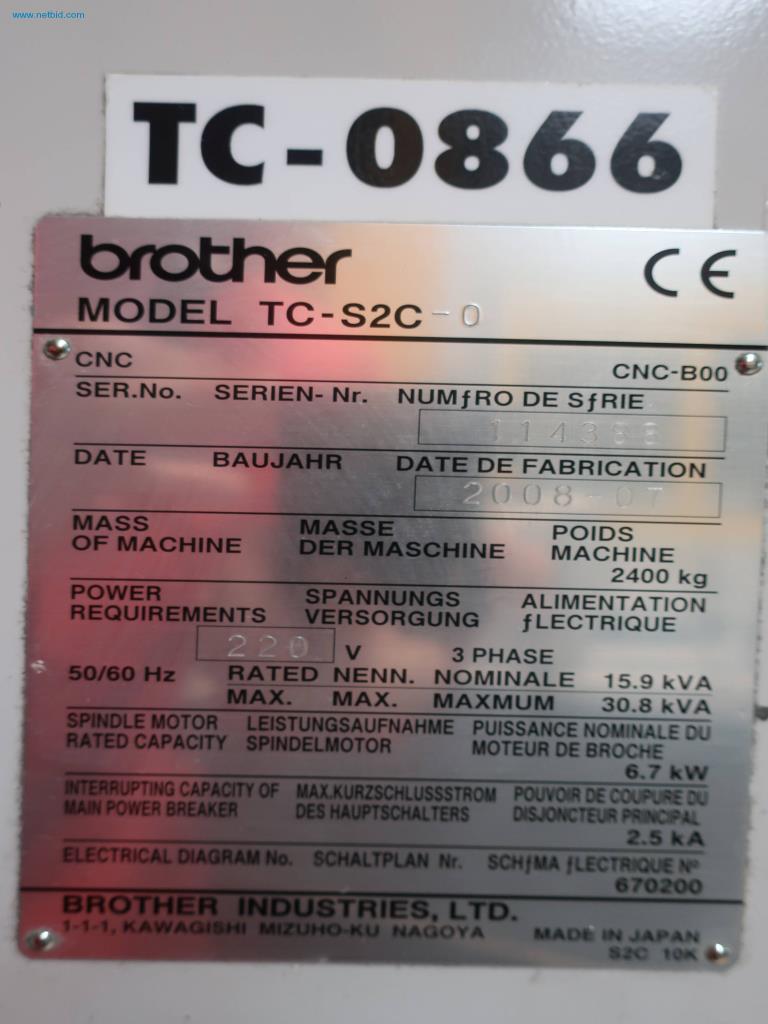 www.netbid.com
TC-0866
brother CE
MODEL TC-S2C-0
CNC CNC-B00
SER.No. SERIEN-Nr. NUMƒRO DE SƒRIE
DATE BAUJAHR DATE DE FABRICATION
2008-07
MASS MASSE POIDS
OF MACHINE DER MASCHINE MACHINE
2400 kg
POWER SPANNUNGS ALIMENTATION
REQUIREMENTS VERSORGUNG ƒLECTRIQUE
220 V 3 PHASE
50/60 Hz RATED NENN. NOMINALE 15.9 kVA
MAX. MAX. MAXMUM 30.8 kVA
SPINDLE MOTOR LEISTUNGSAUFNAHME PUISSANCE NOMINALE DU
RATED CAPACITY SPINDELMOTOR MOTEUR DE BROCHE
6.7 kW
INTERRUPTING CAPACITY OF MAX.KURZSCHLUSSSTROM POUVOIR DE COUPURE DU
MAIN POWER BREAKER DES HAUPTSCHALTERS DISJONCTEUR PRINCIPAL
2.5 kA
ELECTRICAL DIAGRAM No. SCHALTPLAN Nr. SCHƒMA ƒLECTRIQUE Nº
670200
BROTHER INDUSTRIES, LTD.
1-1-1, KAWAGISHI MIZUHO-KU NAGOYA MADE IN JAPAN
S2C 10K